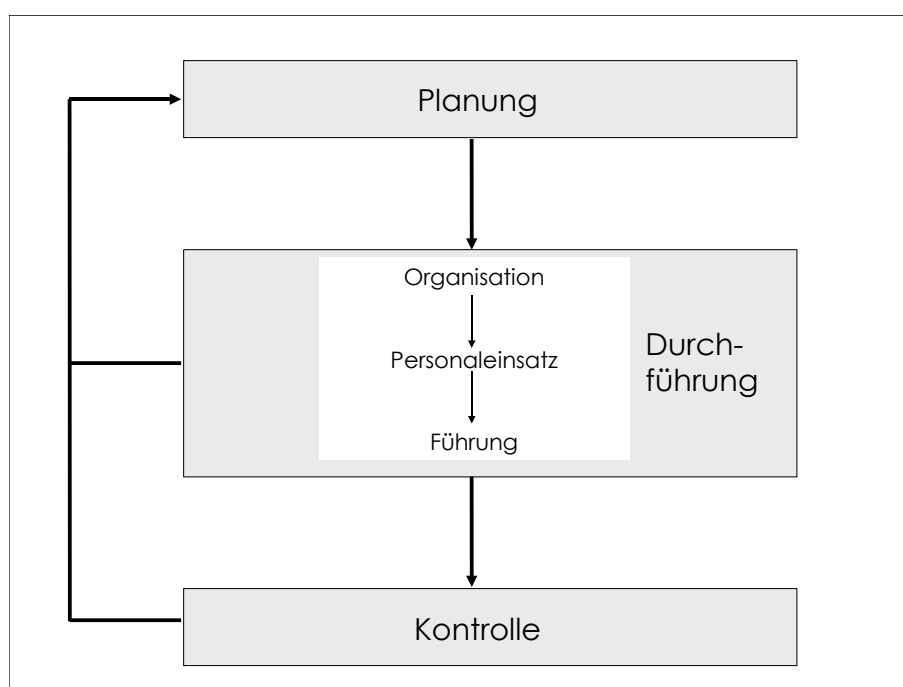 Planung
Organisation
Personaleinsatz
Führung
Durch-
führung
Kontrolle